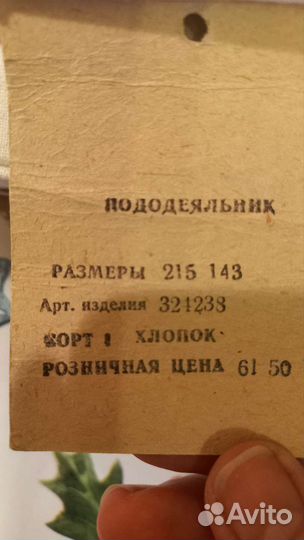 ПОДОДЕЯЛЬНИК
РАЗМЕРЫ 215 143
Арт. изделия 324238
СОРТ 1 ХЛОПОК
РОЗНИЧНАЯ ЦЕНА 61 50
Avito